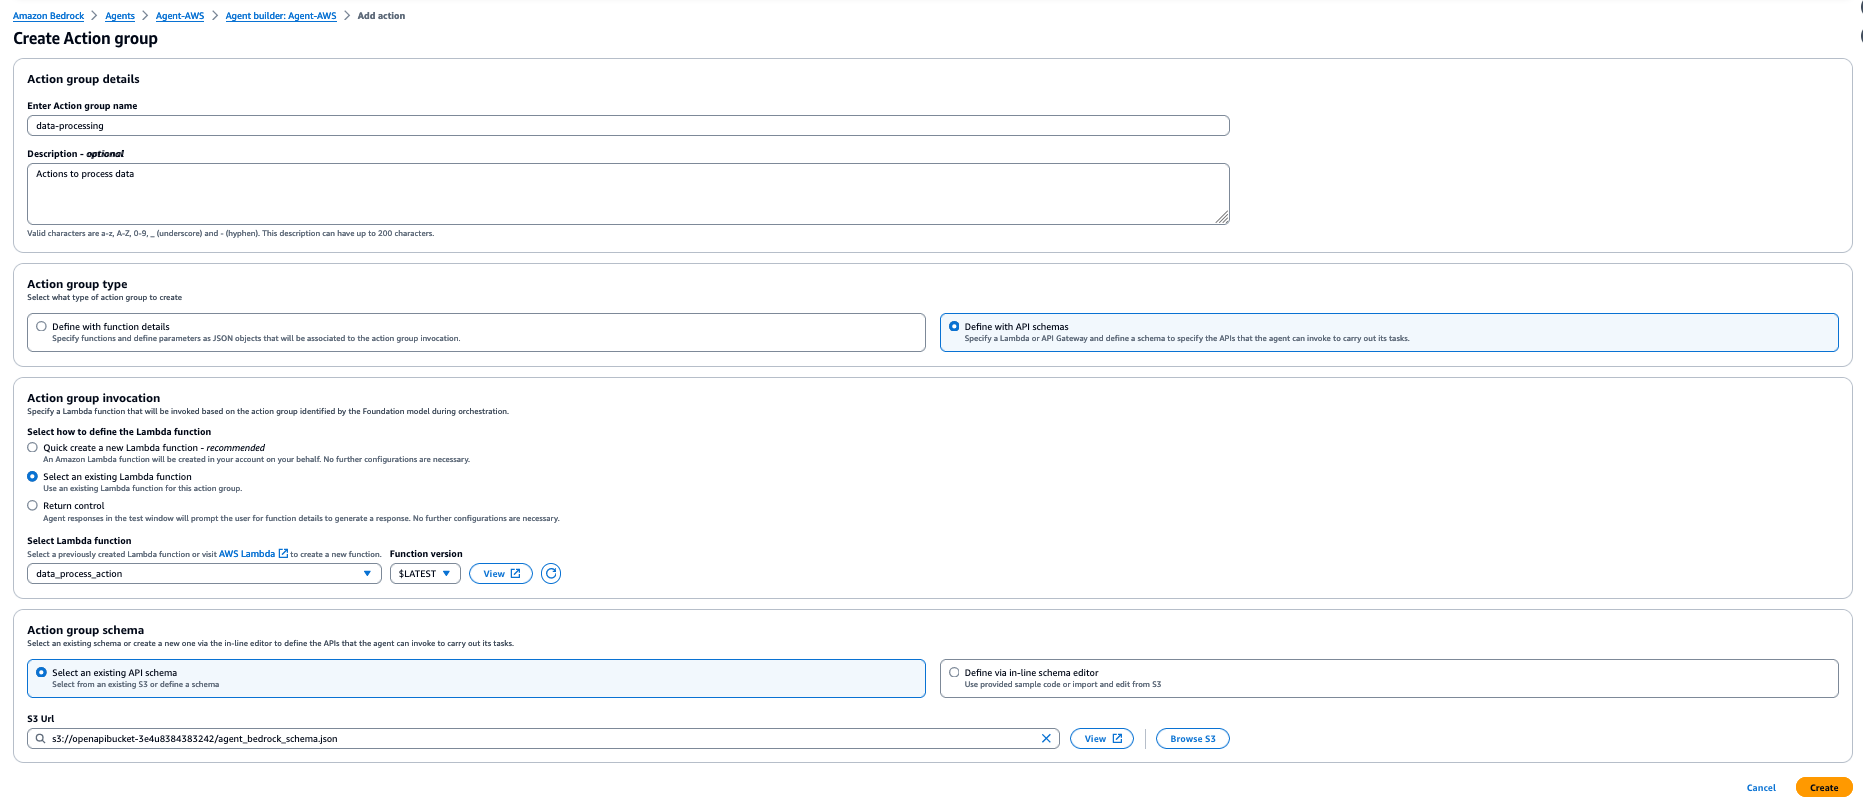 Amazon Bedrock > Agents > Agent-AWS > Agent builder: Agent-AWS > Add action
Create Action group
Action group details
Enter Action group name
data-processing
Description - optional
Actions to process data
Valid characters are a-z, A-Z, 0-9, _ (underscore) and - (hyphen). This description can have up to 200 characters.
Action group type
Select what type of action group to create
Define with function details
Specify functions and define parameters as JSON objects that will be associated to the action group invocation.
Define with API schemas
Specify a Lambda or API Gateway and define a schema to specify the APIs that the agent can invoke to carry out its tasks.
Action group invocation
Specify a Lambda function that will be invoked based on the action group identified by the Foundation model during orchestration.
Select how to define the Lambda function
Quick create a new Lambda function - recommended
An Amazon Lambda function will be created in your account on your behalf. No further configurations are necessary.
Select an existing Lambda function
Use an existing Lambda function for this action group.
Return control
Agent responses in the test window will prompt the user for function details to generate a response. No further configurations are necessary.
Select Lambda function
Select a previously created Lambda function or visit AWS Lambda to create a new function. Function version
data_process_action $LATEST View
Action group schema
Select an existing schema or create a new one via the in-line editor to define the APIs that the agent can invoke to carry out its tasks.
Select an existing API schema
Select from an existing S3 or define a schema
Define via in-line schema editor
Use provided sample code or import and edit from S3
S3 Url
s3://openapibucket-3e4u8384383242/agent_bedrock_schema.json View Browse S3
Cancel Create